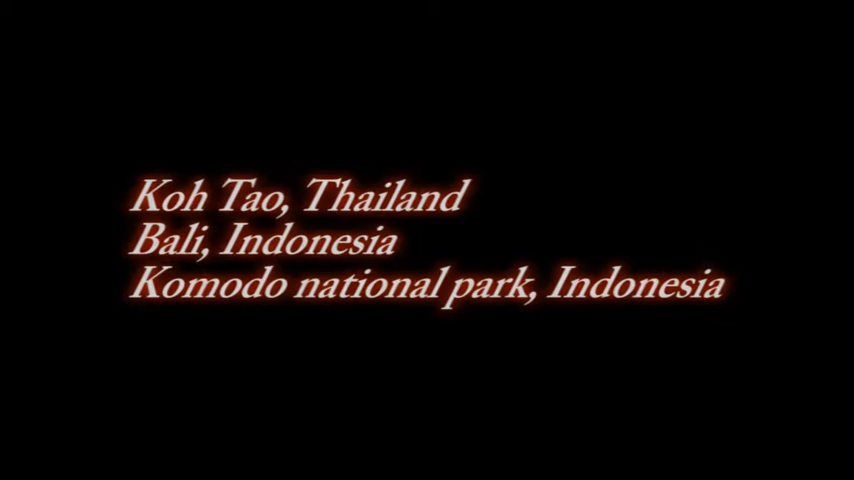 Koh Tao, Thailand
Bali, Indonesia
Komodo national park, Indonesia